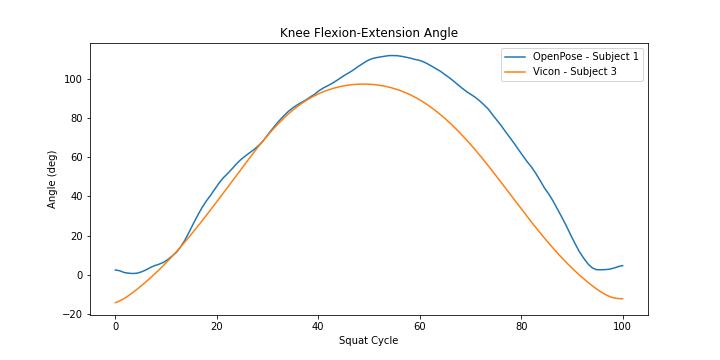 Knee Flexion-Extension Angle
OpenPose - Subject 1
Vicon - Subject 3
Angle (deg)
100
80
60
40
20
0
−20
0 20 40 60 80 100
Squat Cycle